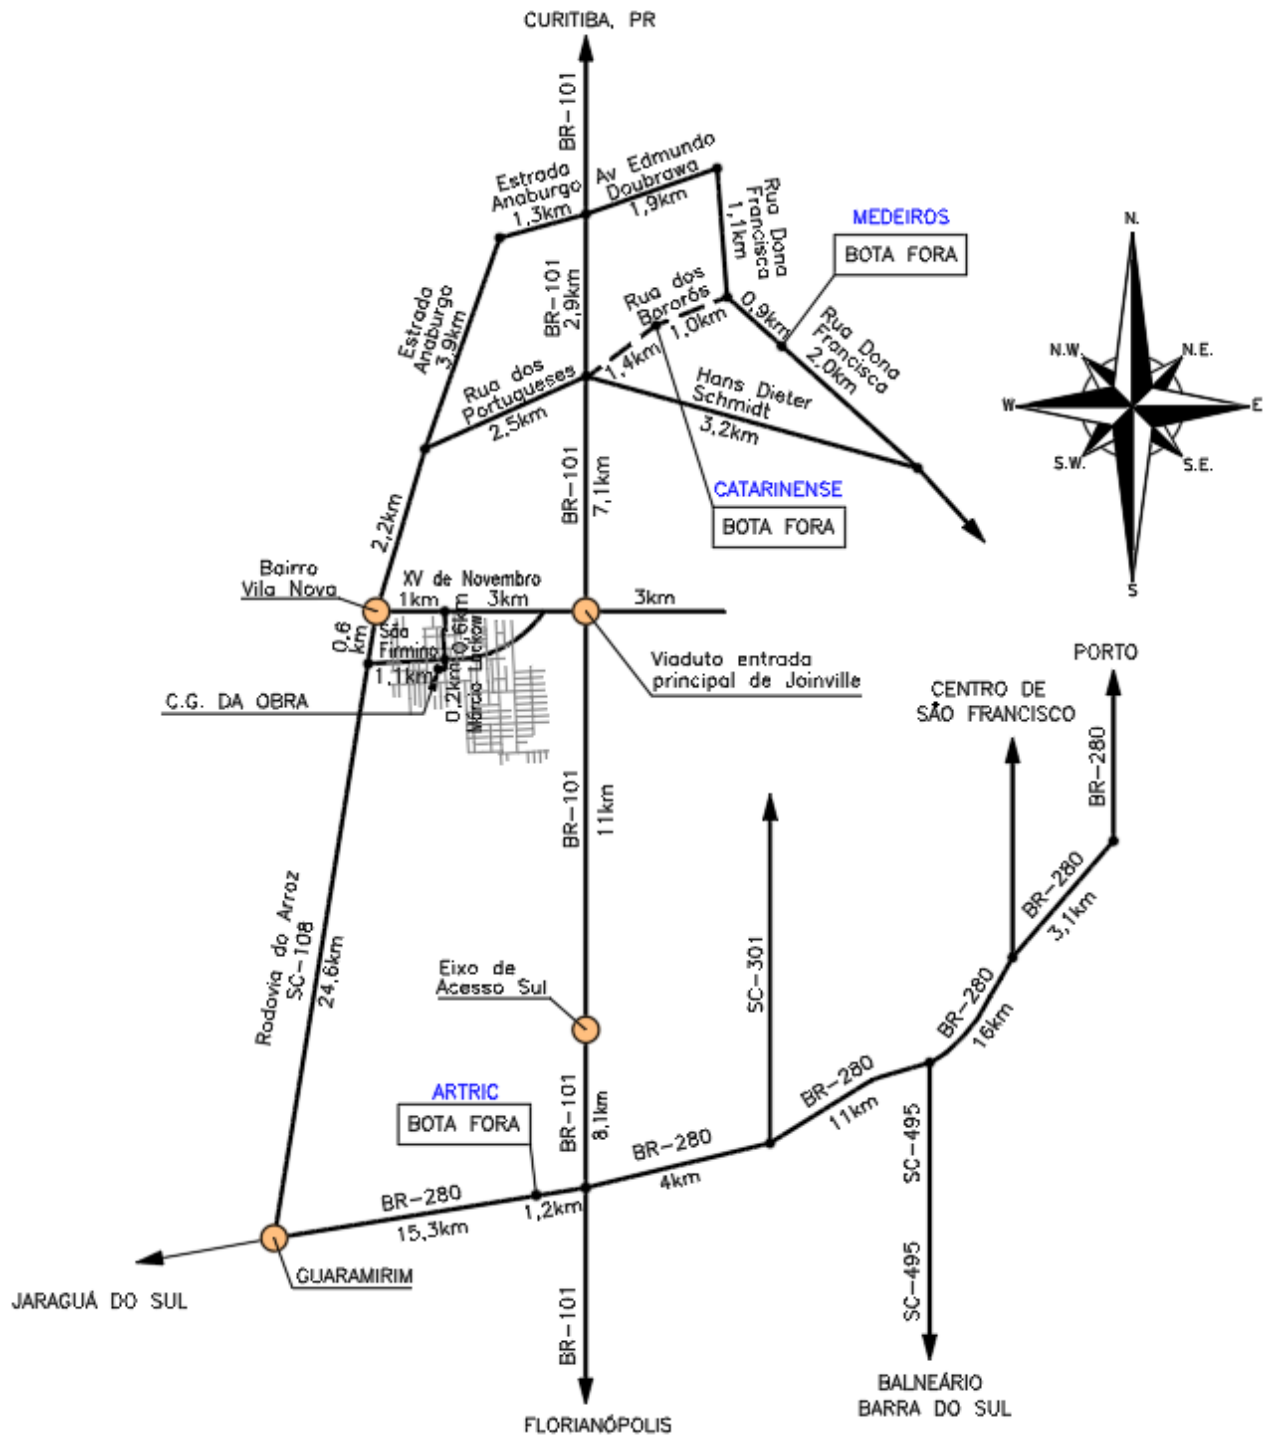 CURITIBA, PR
BR-101
Estrada
Anaburgo
1,3km
Av Edmundo
Doubrawa
1,9km
Rua Dona
Francisca
1,1km
MEDEIROS
BOTA FORA
N.
N.W.
N.E.
W
E
S.W.
S.E.
S
BR-101
2,9km
Rua dos
Bororós
1,0km
1,4km
0,9km
Rua Dona
Francisca
2,0km
Estrada
Anaburgo
3,9km
Rua dos
Portugueses
2,5km
Hans Dieter
Schmidt
3,2km
CATARINENSE
BOTA FORA
BR-101
7,1km
2,2km
Bairro
Vila Nova
XV de Novembro
1km
3km
3km
0,6
km
São
Firmino
1,1km
0,6km
0,2km
Márcio Luckow
C.G. DA OBRA
Viaduto entrada
principal de Joinville
PORTO
CENTRO DE
SÃO FRANCISCO
BR-280
BR-101
11km
Rodovia do Arroz
SC-108
24,6km
SC-301
BR-280
3,1km
Eixo de
Acesso Sul
BR-280
16km
ARTRIC
BOTA FORA
BR-101
8,1km
BR-280
11km
BR-280
4km
SC-495
BR-280
15,3km
1,2km
GUARAMIRIM
JARAGUÁ DO SUL
BR-101
SC-495
BALNEÁRIO
BARRA DO SUL
FLORIANÓPOLIS